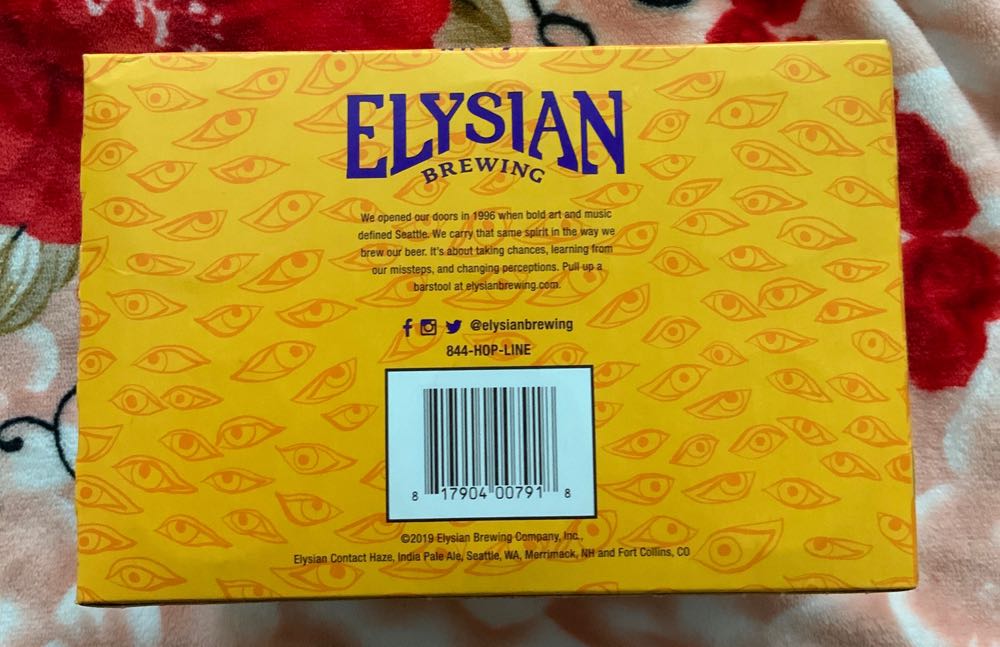 ELYSIAN
BREWING
We opened our doors in 1996 when bold art and music
defined Seattle. We carry that same spirit in the way we
brew our beer. It's about taking chances, learning from
our missteps, and changing perceptions. Pull up a
barstool at elysianbrewing.com.
@elysianbrewing
844-HOP-LINE
8 17904 00791 8
©2019 Elysian Brewing Company, Inc.,
Elysian Contact Haze, India Pale Ale, Seattle, WA, Merrimack, NH and Fort Collins, CO